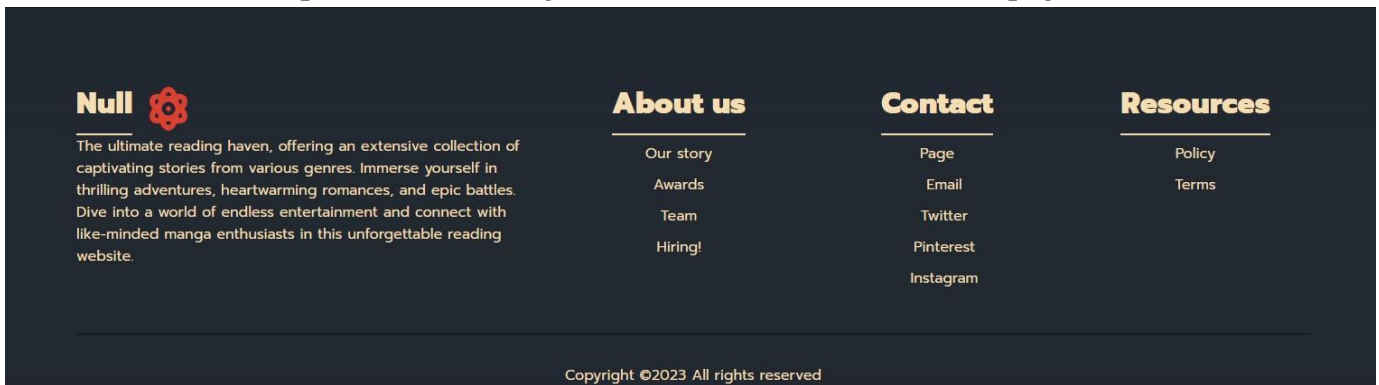 Null
The ultimate reading haven, offering an extensive collection of
captivating stories from various genres. Immerse yourself in
thrilling adventures, heartwarming romances, and epic battles.
Dive into a world of endless entertainment and connect with
like-minded manga enthusiasts in this unforgettable reading
website.
About us
Our story
Awards
Team
Hiring!
Contact
Page
Email
Twitter
Pinterest
Instagram
Resources
Policy
Terms
Copyright ©2023 All rights reserved